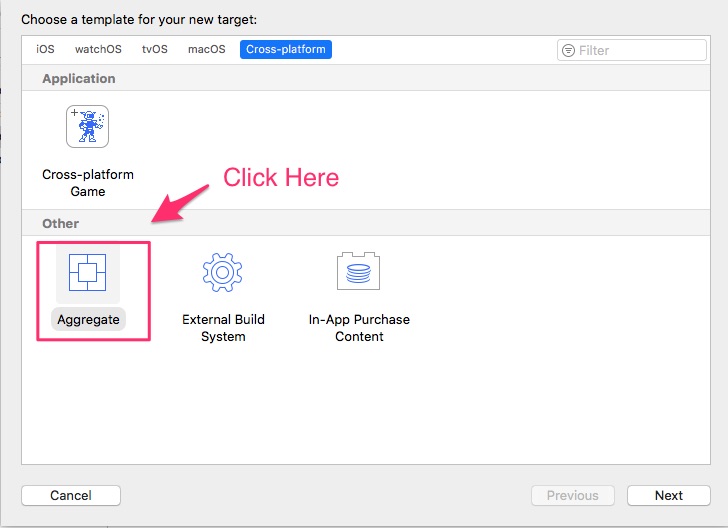 Choose a template for your new target:
iOS watchOS tvOS macOS Cross-platform Filter
Application
Cross-platform
Game
Click Here
Other
Aggregate
External Build
System
In-App Purchase
Content
Cancel Previous Next